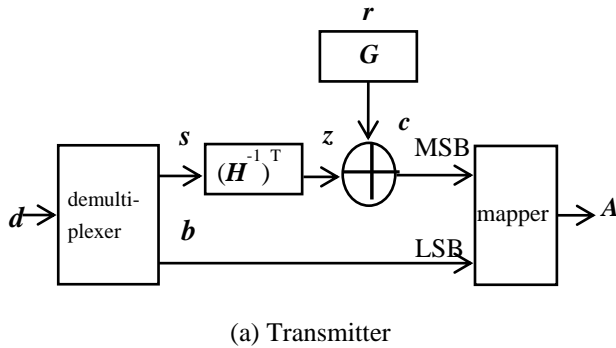 r
G
s
z
c
(H⁻¹)ᵀ
MSB
d
demulti-
plexer
mapper
A
b
LSB
(a) Transmitter